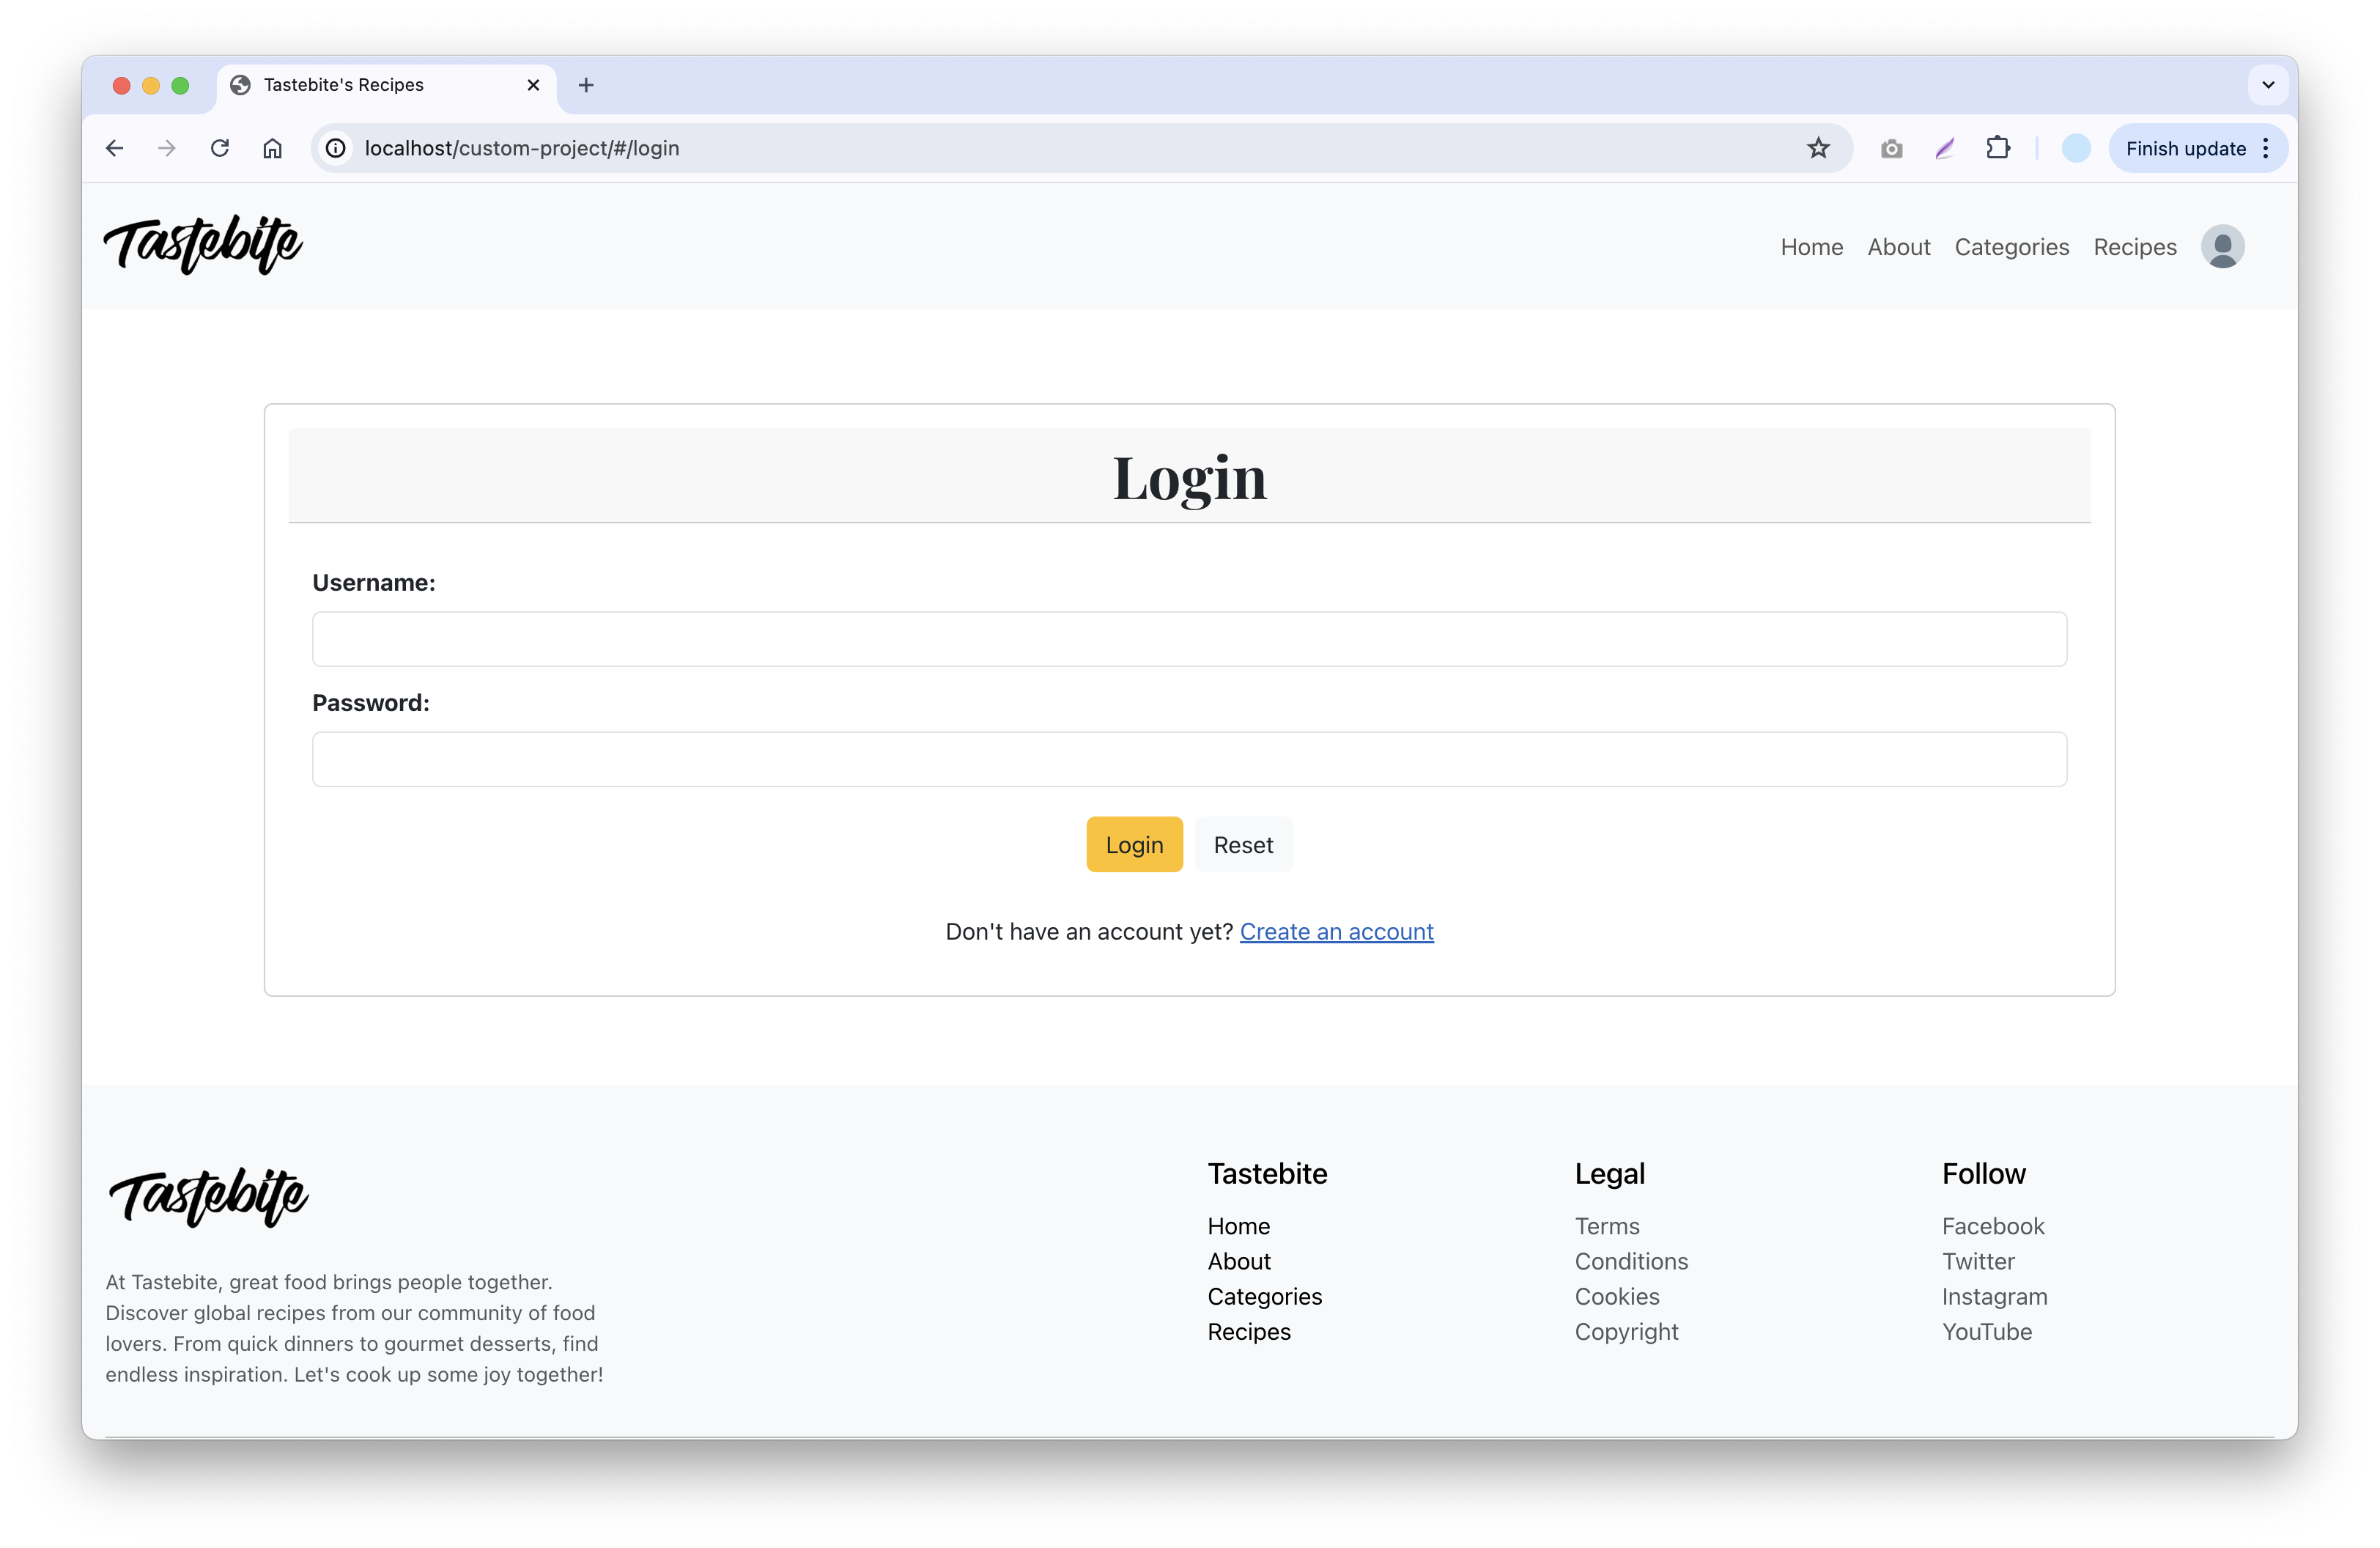 Tastebite's Recipes
localhost/custom-project/#/login
Finish update
Tastebite
Home About Categories Recipes
Login
Username:
Password:
Login Reset
Don't have an account yet? Create an account
Tastebite
At Tastebite, great food brings people together.
Discover global recipes from our community of food
lovers. From quick dinners to gourmet desserts, find
endless inspiration. Let's cook up some joy together!
Tastebite
Home
About
Categories
Recipes
Legal
Terms
Conditions
Cookies
Copyright
Follow
Facebook
Twitter
Instagram
YouTube